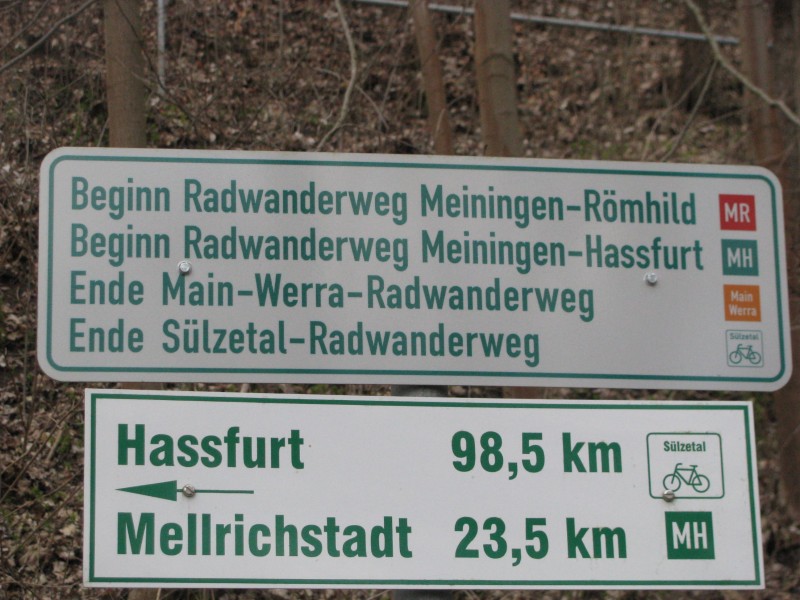 Beginn Radwanderweg Meiningen-Römhild MR
Beginn Radwanderweg Meiningen-Hassfurt MH
Ende Main-Werra-Radwanderweg Main Werra
Ende Sülzetal-Radwanderweg Sülzetal
Hassfurt 98,5 km Sülzetal
Mellrichstadt 23,5 km MH